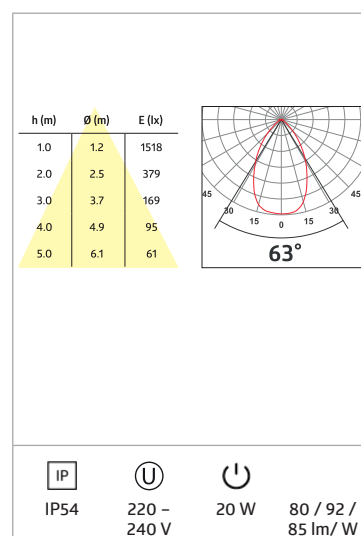 h (m) Ø (m) E (lx)
1.0 1.2 1518
2.0 2.5 379
3.0 3.7 169
4.0 4.9 95
5.0 6.1 61
45 45
30 30
15 0 15
63°
IP
U
IP54
220 –
240 V
20 W
80 / 92 /
85 lm/ W